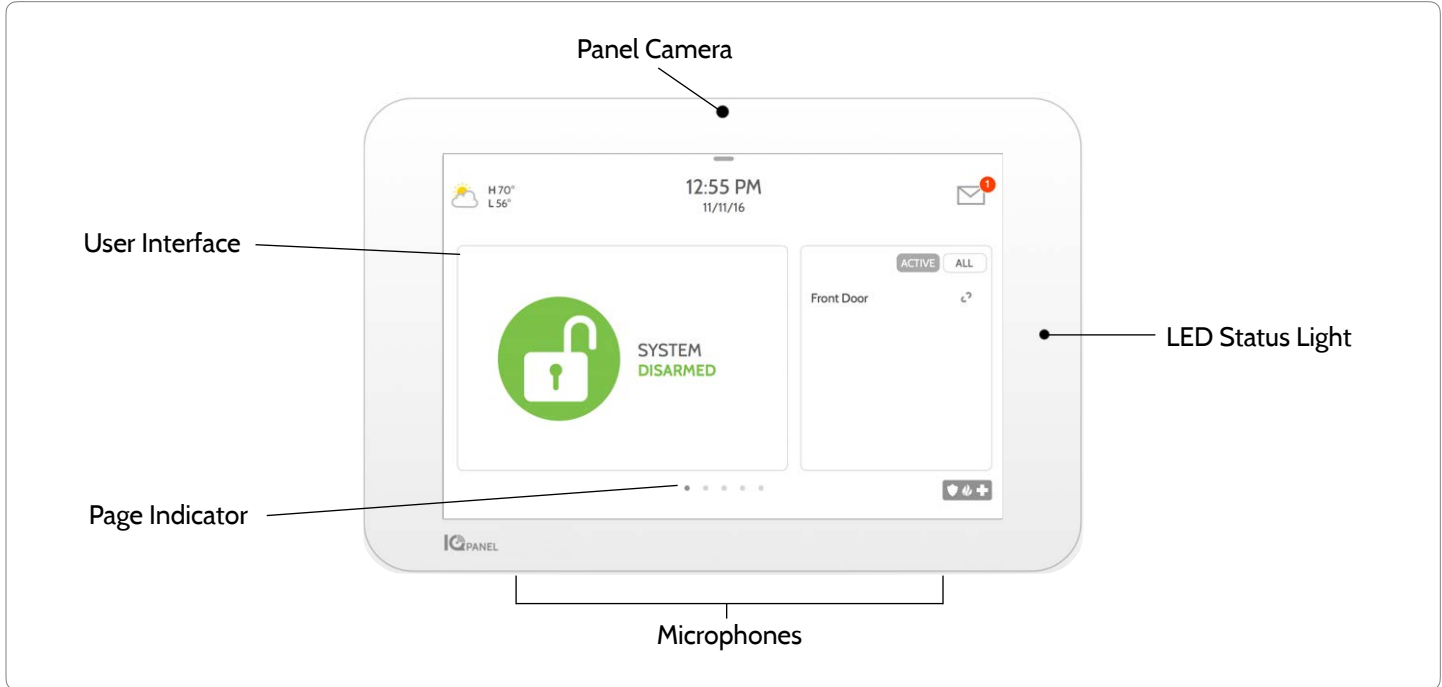 Panel Camera
H 70°
L 56°
12:55 PM
11/11/16
1
User Interface
ACTIVE ALL
Front Door
SYSTEM
DISARMED
LED Status Light
Page Indicator
IQ PANEL
Microphones